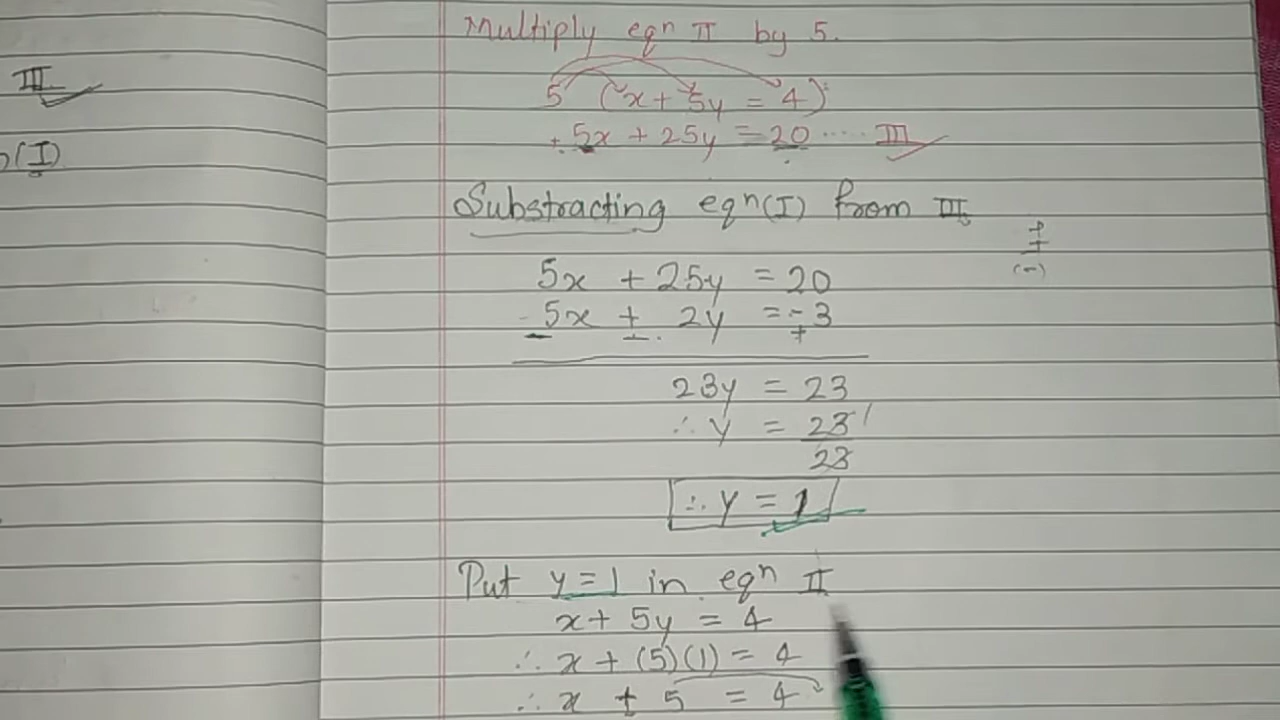 III
(I)
Multiply eqn II by 5.
5 (x + 5y = 4)
5x + 25y = 20 .... III
Substracting eqn(I) from III
+
+
(-)
5x + 25y = 20
5x + 2y = -3
- - +
23y = 23
∴ y = 23 1
23
∴ y = 1
Put y = 1 in eqn II
x + 5y = 4
∴ x + (5)(1) = 4
∴ x + 5 = 4